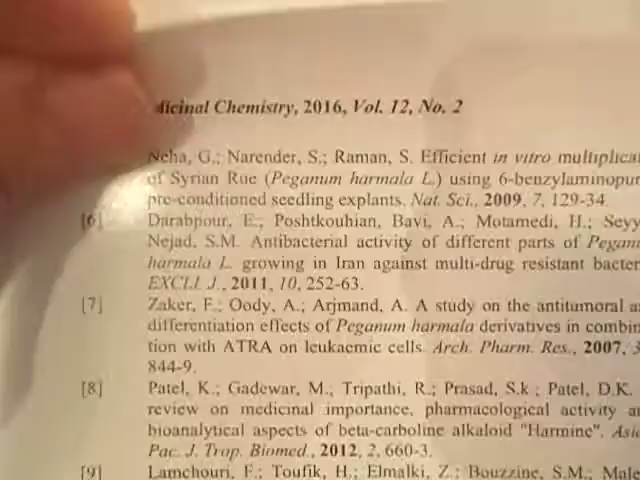 dicinal Chemistry, 2016, Vol. 12, No. 2
Neha, G.; Narender, S.; Raman, S. Efficient in vitro multiplicat
of Syrian Rue (Peganum harmala L.) using 6-benzylaminopur
pre-conditioned seedling explants. Nat. Sci., 2009, 7, 129-34.
[6] Darabpour, E.; Poshtkouhian, Bavi, A.; Motamedi, H.; Seyy
Nejad, S.M. Antibacterial activity of different parts of Pegan
harmala L. growing in Iran against multi-drug resistant bacter
EXCLI J., 2011, 10, 252-63.
[7] Zaker, F.; Oody, A.; Arjmand, A. A study on the antitumoral a
differentiation effects of Peganum harmala derivatives in combin
tion with ATRA on leukaemic cells. Arch. Pharm. Res., 2007, 3
844-9.
[8] Patel, K.; Gadewar, M.; Tripathi, R.; Prasad, S.k.; Patel, D.K.
review on medicinal importance, pharmacological activity a
bioanalytical aspects of beta-carboline alkaloid "Harmine". Asia
Pac. J. Trop. Biomed., 2012, 2, 660-3.
[9] Lamchouri, F.; Toufik, H.; Elmalki, Z.; Bouzzine, S.M.; Male